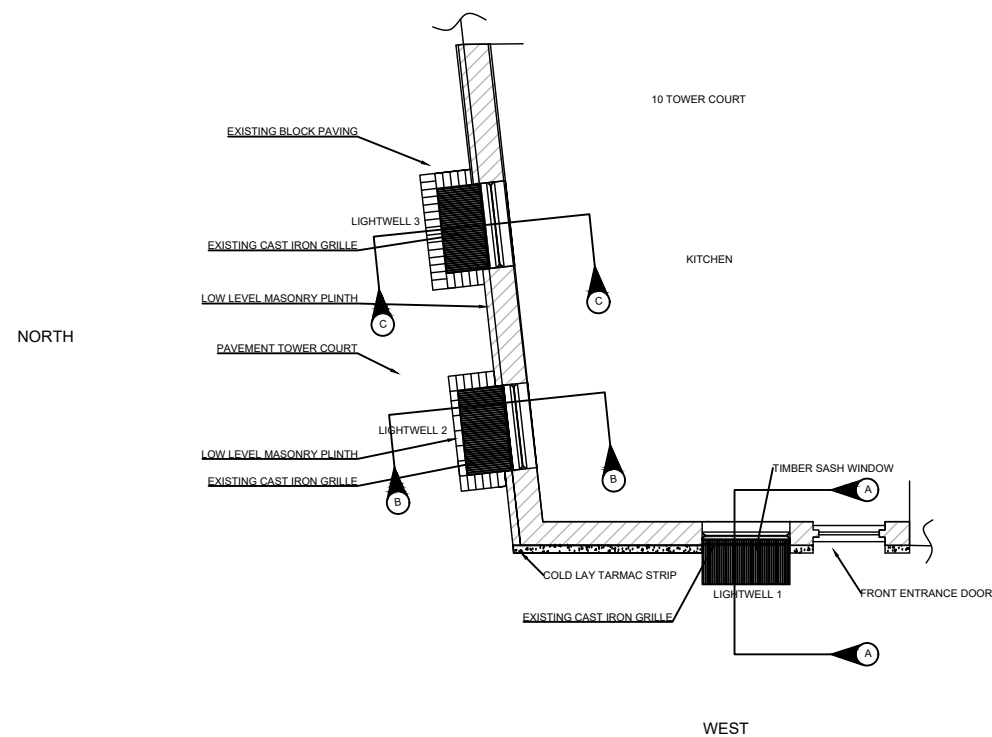 10 TOWER COURT
EXISTING BLOCK PAVING
LIGHTWELL 3
EXISTING CAST IRON GRILLE
KITCHEN
LOW LEVEL MASONRY PLINTH
C
C
NORTH
PAVEMENT TOWER COURT
LIGHTWELL 2
LOW LEVEL MASONRY PLINTH
TIMBER SASH WINDOW
EXISTING CAST IRON GRILLE
B
B
A
COLD LAY TARMAC STRIP
LIGHTWELL 1
FRONT ENTRANCE DOOR
EXISTING CAST IRON GRILLE
A
WEST